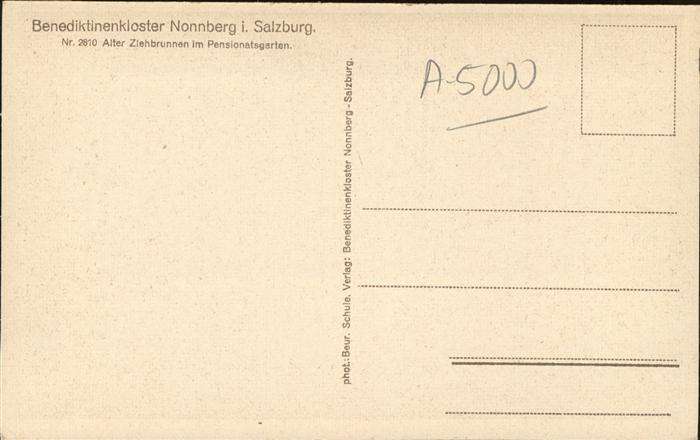 Benediktinenkloster Nonnberg i. Salzburg.
Nr. 2810 Alter Ziehbrunnen im Pensionatsgarten.
A-5000
phot.: Beur. Schule. Verlag: Benediktinenkloster Nonnberg - Salzburg.